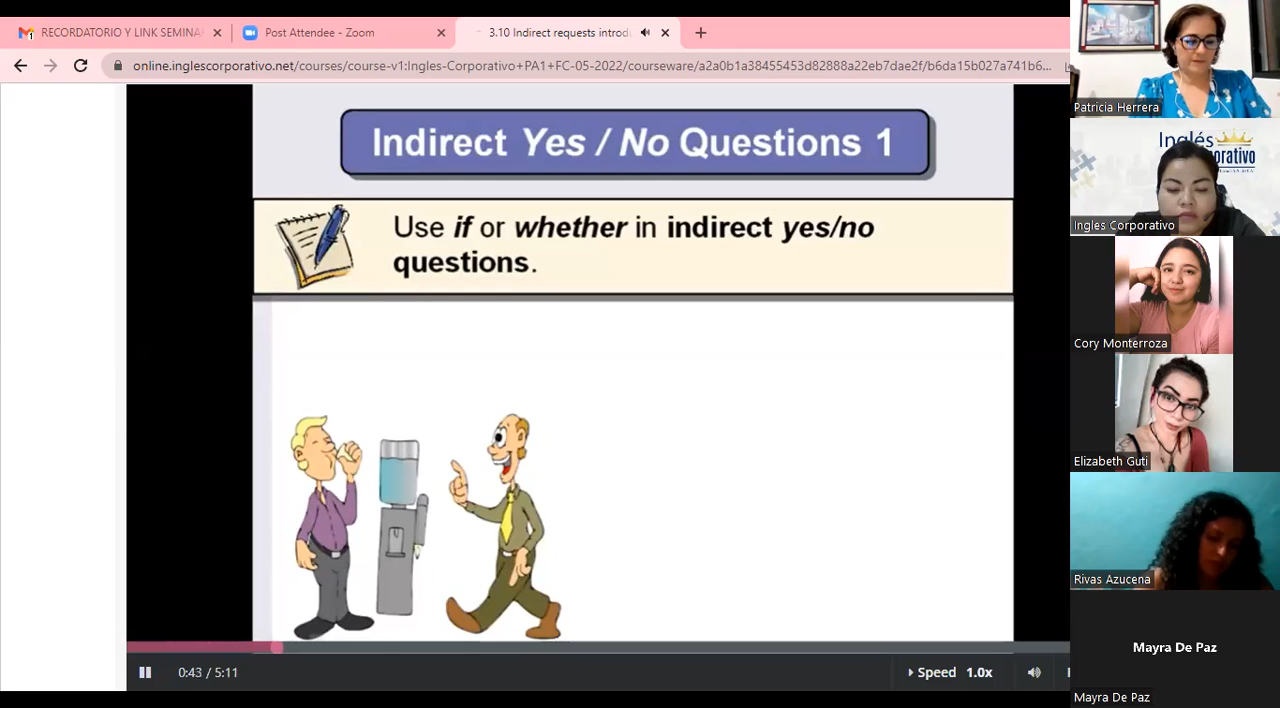 RECORDATORIO Y LINK SEMINA
Post Attendee - Zoom
3.10 Indirect requests introdu
online.inglescorporativo.net/courses/course-v1:Ingles-Corpor
+PA1+FC-05-2022/courseware/a2a0b1a38455453d82888a22eb7dae2f/b6da15b027a741b6...
Indirect Yes / No Questions 1
Use if or whether in indirect yes/no
questions.
0:43 / 5:11
Speed 1.0x
Patricia Herrera
Inglés
orporativo
Ingles Corporativo
Cory Monterroza
Elizabeth Guti
Rivas Azucena
Mayra De Paz
Mayra De Paz